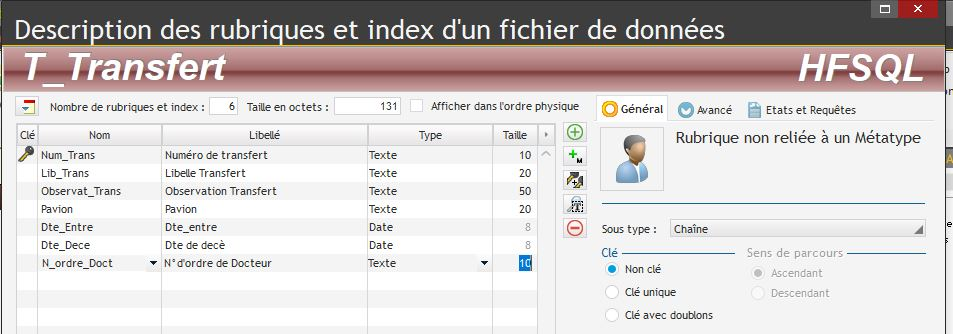 Description des rubriques et index d'un fichier de données
T_Transfert HFSQL
Nombre de rubriques et index : 6 Taille en octets : 131 Afficher dans l'ordre physique
Général Avancé Etats et Requêtes
Clé Nom Libellé Type Taille
Num_Trans Numéro de transfert Texte 10
Lib_Trans Libelle Transfert Texte 20
Observat_Trans Observation Transfert Texte 50
Pavion Pavion Texte 20
Dte_Entre Dte_entre Date 8
Dte_Dece Dte de decè Date 8
N_ordre_Doct N°d'ordre de Docteur Texte 10
Rubrique non reliée à un Métatype
Sous type : Chaîne
Clé Sens de parcours
Non clé Ascendant
Clé unique Descendant
Clé avec doublons